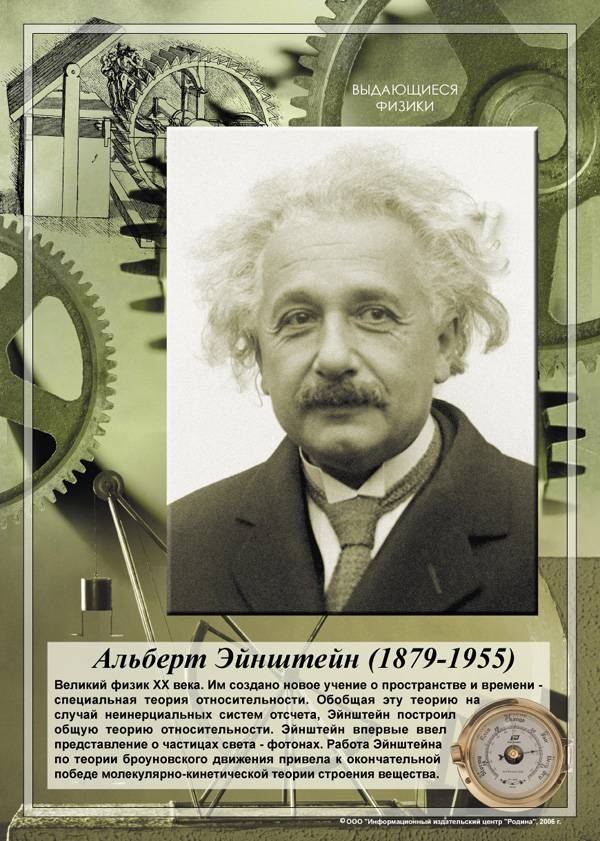 ВЫДАЮЩИЕСЯ
ФИЗИКИ
Альберт Эйнштейн (1879-1955)
Великий физик XX века. Им создано новое учение о пространстве и времени -
специальная теория относительности. Обобщая эту теорию на
случай неинерциальных систем отсчета, Эйнштейн построил
общую теорию относительности. Эйнштейн впервые ввел
представление о частицах света - фотонах. Работа Эйнштейна
по теории броуновского движения привела к окончательной
победе молекулярно-кинетической теории строения вещества.
© ООО "Информационный издательский центр "Родина", 2006 г.